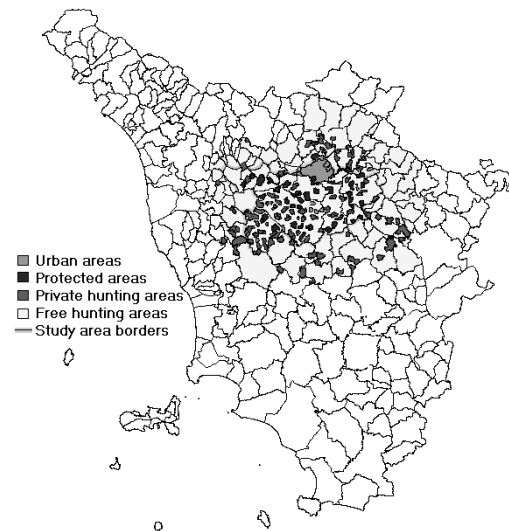 Urban areas
Protected areas
Private hunting areas
Free hunting areas
Study area borders